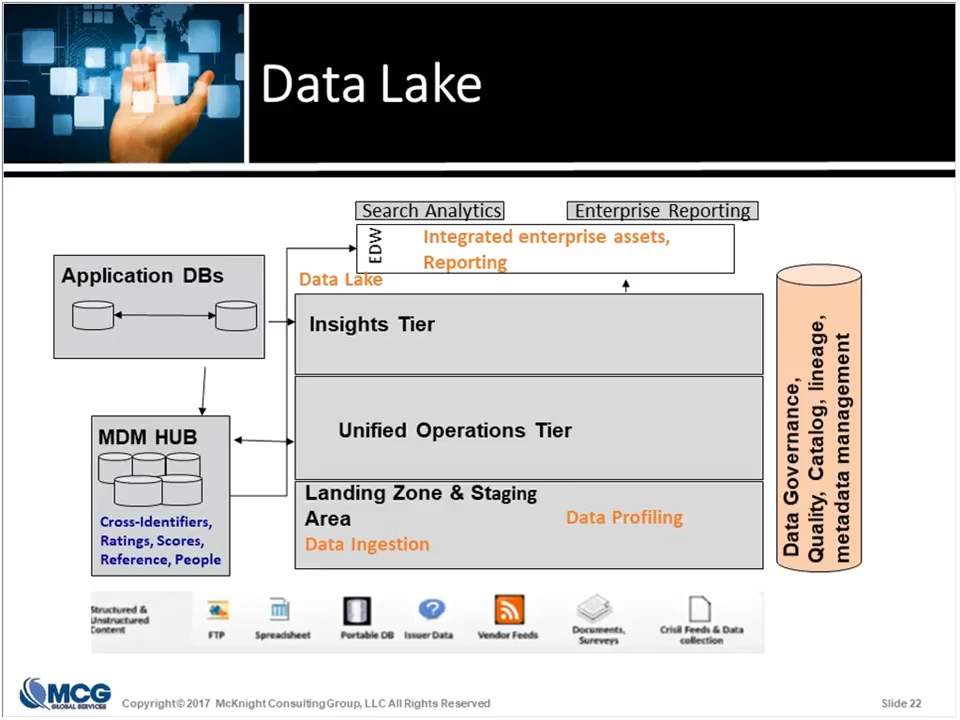 Data Lake
Search Analytics
Enterprise Reporting
EDW
Integrated enterprise assets,
Reporting
Data Lake
Application DBs
Insights Tier
MDM HUB
Unified Operations Tier
Cross-Identifiers,
Ratings, Scores,
Reference, People
Landing Zone & Staging
Area
Data Profiling
Data Ingestion
Data Governance,
Quality, Catalog, lineage,
metadata management
Structured &
Unstructured
Content
FTP
Spreadsheet
Portable DB
Issuer Data
Vendor Feeds
Documents,
Sureveys
Crisil Feeds & Data
collection
MCG
GLOBAL SERVICES
Copyright© 2017 McKnight Consulting Group, LLC All Rights Reserved
Slide 22